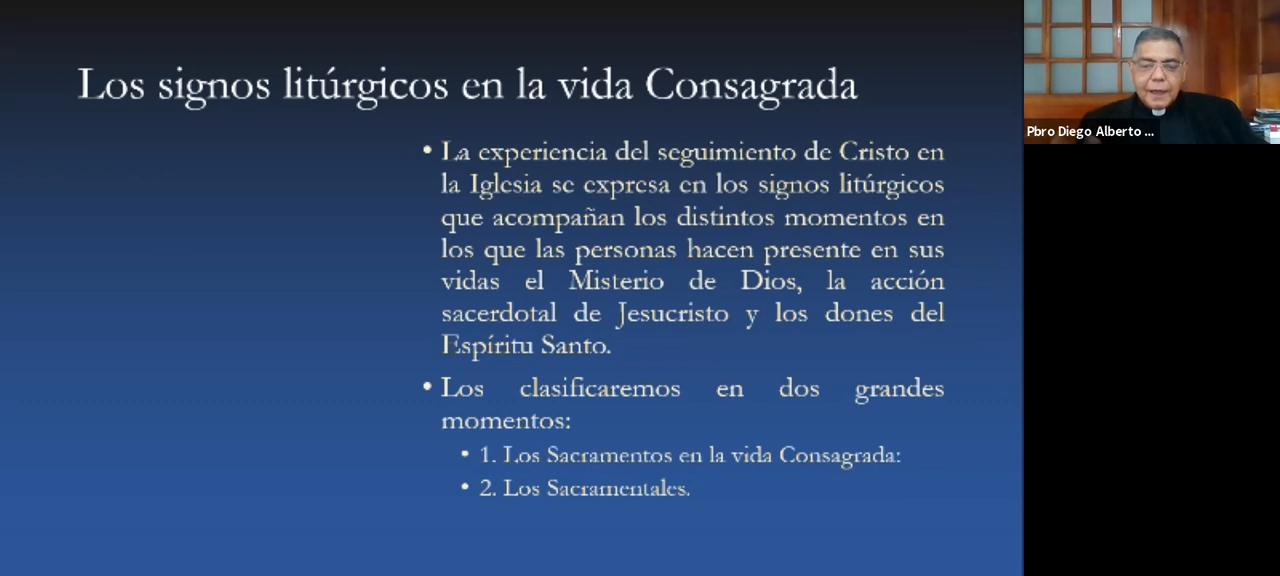 Los signos litúrgicos en la vida Consagrada
• La experiencia del seguimiento de Cristo en
la Iglesia se expresa en los signos litúrgicos
que acompañan los distintos momentos en
los que las personas hacen presente en sus
vidas el Misterio de Dios, la acción
sacerdotal de Jesucristo y los dones del
Espíritu Santo.
• Los clasificaremos en dos grandes
momentos:
• 1. Los Sacramentos en la vida Consagrada:
• 2. Los Sacramentales.
Pbro Diego Alberto ...